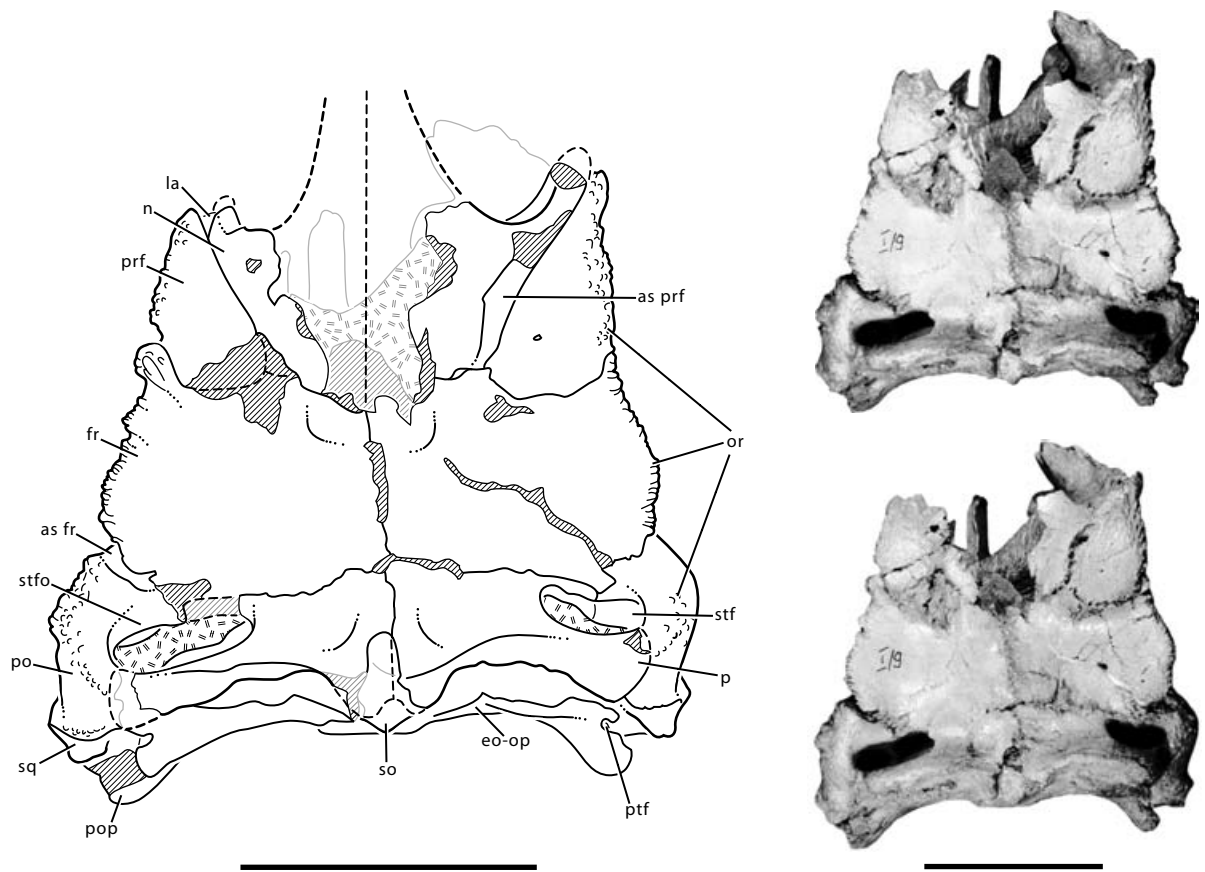 la
n
prf
as prf
fr
or
as fr
stfo
stf
po
p
sq
so
eo-op
pop
ptf
I/9
I/9